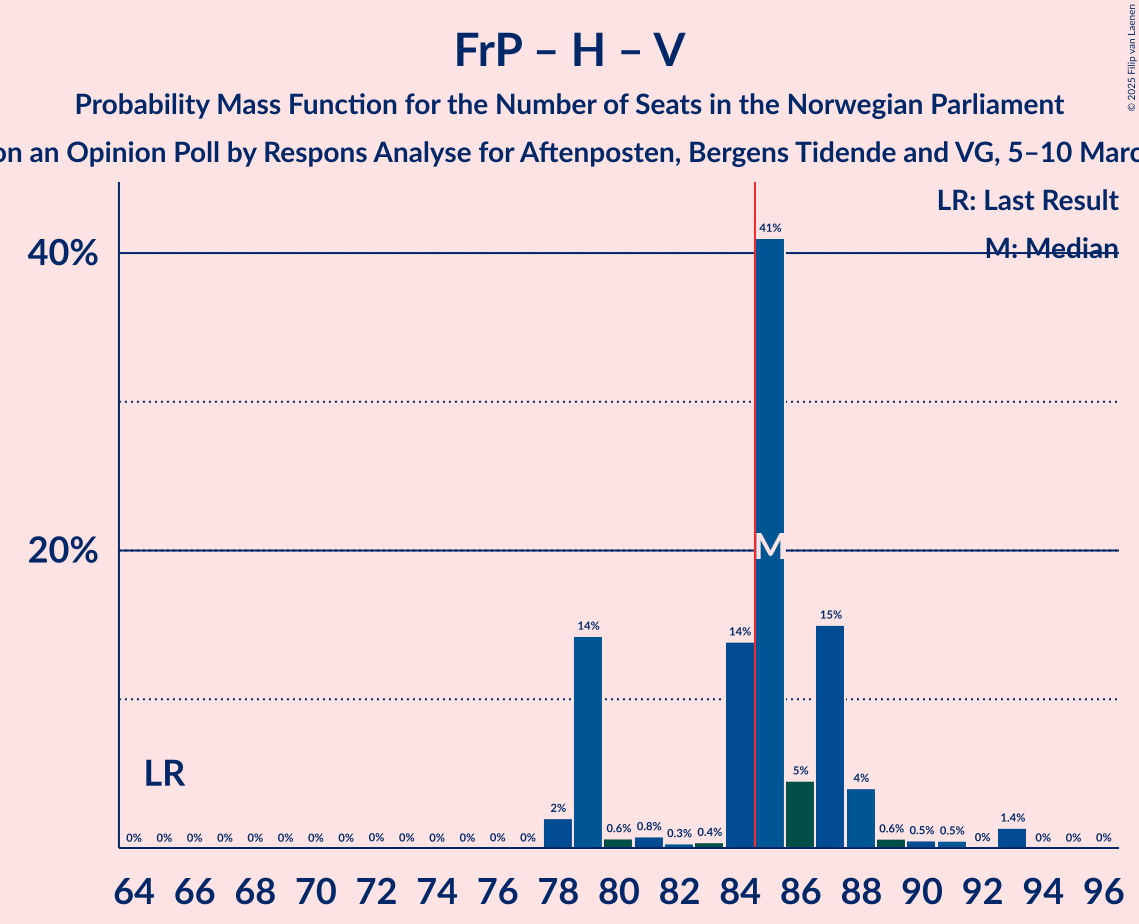 FrP – H – V
Probability Mass Function for the Number of Seats in the Norwegian Parliament
on an Opinion Poll by Respons Analyse for Aftenposten, Bergens Tidende and VG, 5–10 Marc
© 2025 Filip van Laenen
LR: Last Result
M: Median
40%
20%
41%
M
LR
0% 0% 0% 0% 0% 0% 0% 0% 0% 0% 0% 0% 0% 0% 2% 14% 0.6% 0.8% 0.3% 0.4% 14% 5% 15% 4% 0.6% 0.5% 0.5% 0% 1.4% 0% 0% 0%
64 66 68 70 72 74 76 78 80 82 84 86 88 90 92 94 96